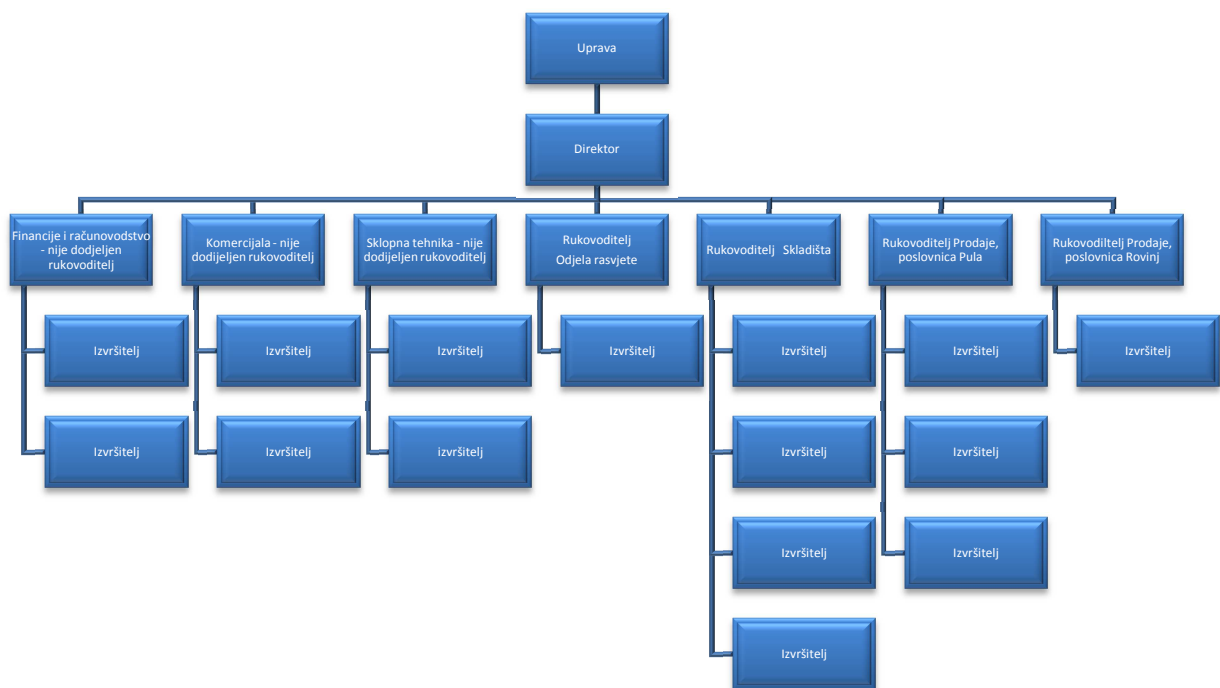 Uprava
Direktor
Financije i računovodstvo
- nije dodjeljen
rukovoditelj
Komercijala - nije
dodijeljen rukovoditelj
Sklopna tehnika - nije
dodijeljen rukovoditelj
Rukovoditelj
Odjela rasvjete
Rukovoditelj Skladišta
Rukovoditelj Prodaje,
poslovnica Pula
Rukovodiltelj Prodaje,
poslovnica Rovinj
Izvršitelj
Izvršitelj
Izvršitelj
Izvršitelj
Izvršitelj
Izvršitelj
Izvršitelj
Izvršitelj
Izvršitelj
izvršitelj
Izvršitelj
Izvršitelj
Izvršitelj
Izvršitelj
Izvršitelj